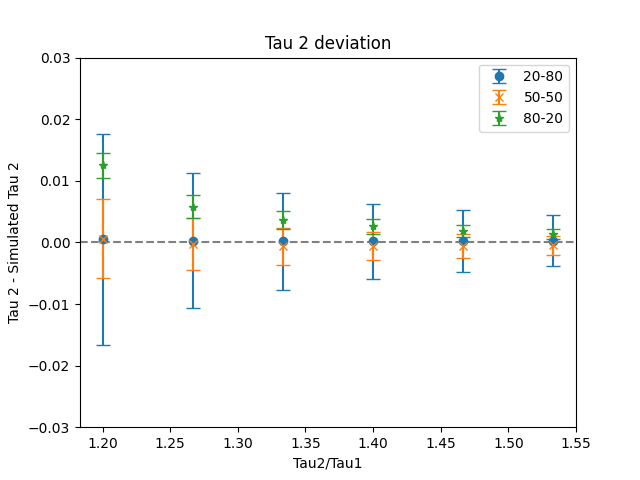 Tau 2 deviation
20-80
50-50
80-20
Tau 2 - Simulated Tau 2
0.03
0.02
0.01
0.00
−0.01
−0.02
−0.03
1.20 1.25 1.30 1.35 1.40 1.45 1.50 1.55
Tau2/Tau1